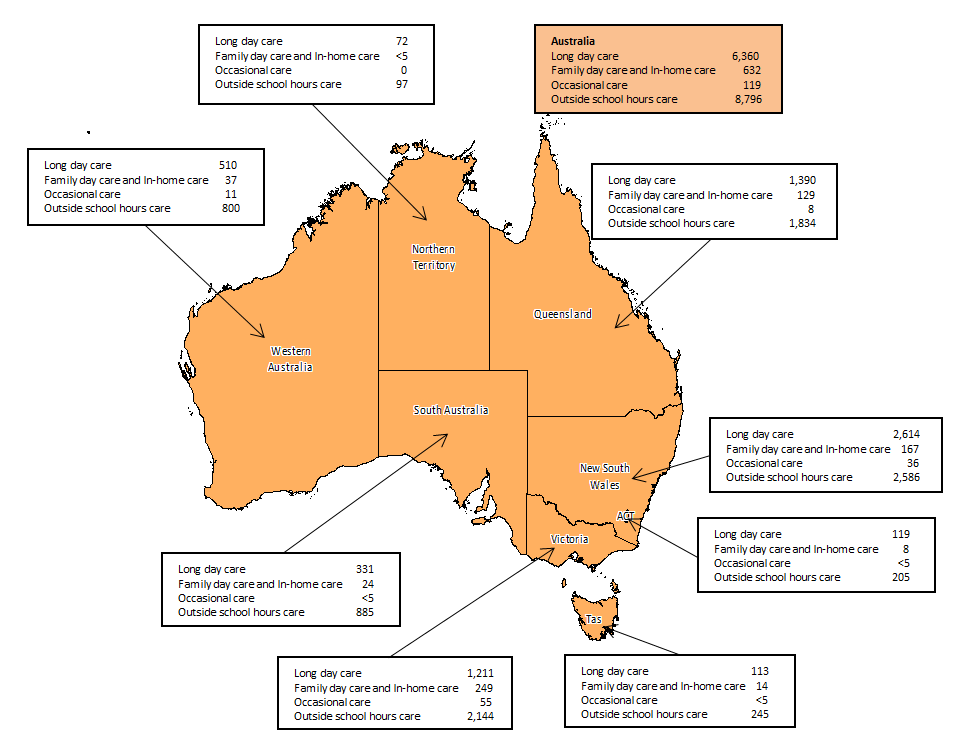 Long day care 72
Family day care and In-home care <5
Occasional care 0
Outside school hours care 97
Australia
Long day care 6,360
Family day care and In-home care 632
Occasional care 119
Outside school hours care 8,796
Long day care 510
Family day care and In-home care 37
Occasional care 11
Outside school hours care 800
Long day care 1,390
Family day care and In-home care 129
Occasional care 8
Outside school hours care 1,834
Northern
Territory
Queensland
Western
Australia
South Australia
New South
Wales
ACT
Victoria
Tas
Long day care 2,614
Family day care and In-home care 167
Occasional care 36
Outside school hours care 2,586
Long day care 119
Family day care and In-home care 8
Occasional care <5
Outside school hours care 205
Long day care 331
Family day care and In-home care 24
Occasional care <5
Outside school hours care 885
Long day care 1,211
Family day care and In-home care 249
Occasional care 55
Outside school hours care 2,144
Long day care 113
Family day care and In-home care 14
Occasional care <5
Outside school hours care 245